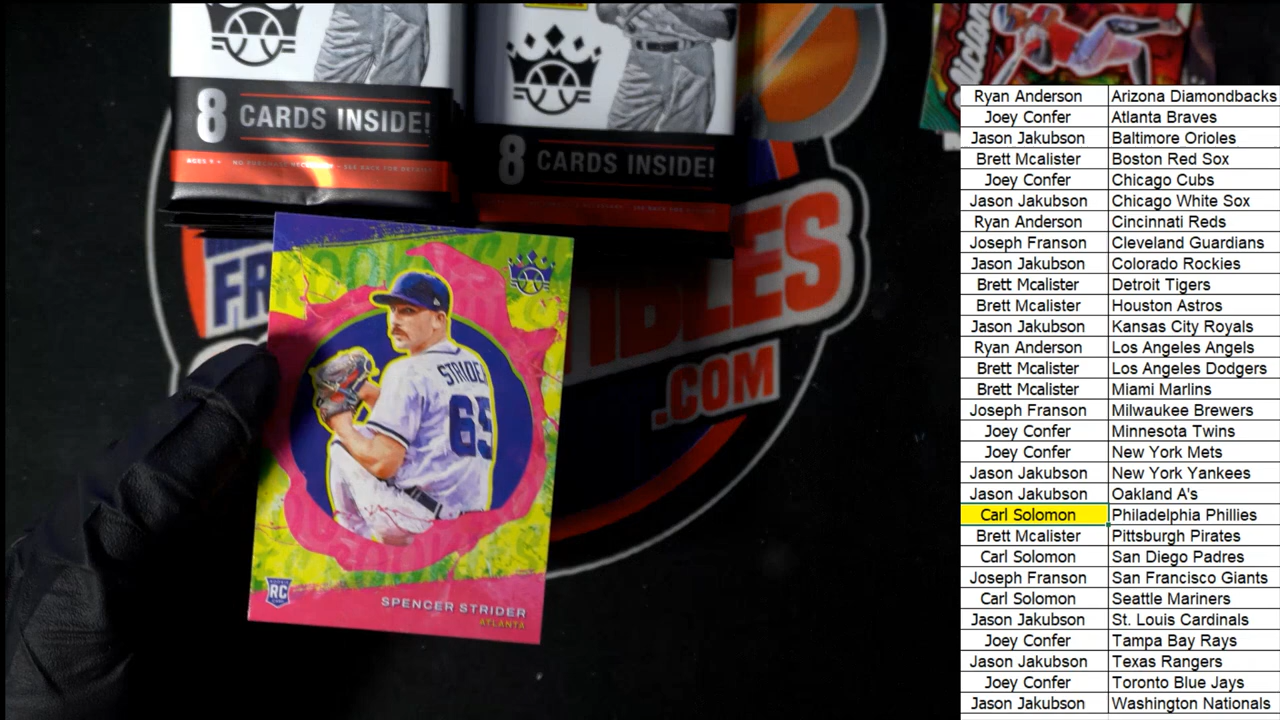 8 CARDS INSIDE!
8 CARDS INSIDE!
FR
IBLES
.COM
STRIDE
65
RC
SPENCER STRIDER
ATLANTA
Ryan Anderson Arizona Diamondbacks
Joey Confer Atlanta Braves
Jason Jakubson Baltimore Orioles
Brett Mcalister Boston Red Sox
Joey Confer Chicago Cubs
Jason Jakubson Chicago White Sox
Ryan Anderson Cincinnati Reds
Joseph Franson Cleveland Guardians
Jason Jakubson Colorado Rockies
Brett Mcalister Detroit Tigers
Brett Mcalister Houston Astros
Jason Jakubson Kansas City Royals
Ryan Anderson Los Angeles Angels
Brett Mcalister Los Angeles Dodgers
Brett Mcalister Miami Marlins
Joseph Franson Milwaukee Brewers
Joey Confer Minnesota Twins
Joey Confer New York Mets
Jason Jakubson New York Yankees
Jason Jakubson Oakland A's
Carl Solomon Philadelphia Phillies
Brett Mcalister Pittsburgh Pirates
Carl Solomon San Diego Padres
Joseph Franson San Francisco Giants
Carl Solomon Seattle Mariners
Jason Jakubson St. Louis Cardinals
Joey Confer Tampa Bay Rays
Jason Jakubson Texas Rangers
Joey Confer Toronto Blue Jays
Jason Jakubson Washington Nationals